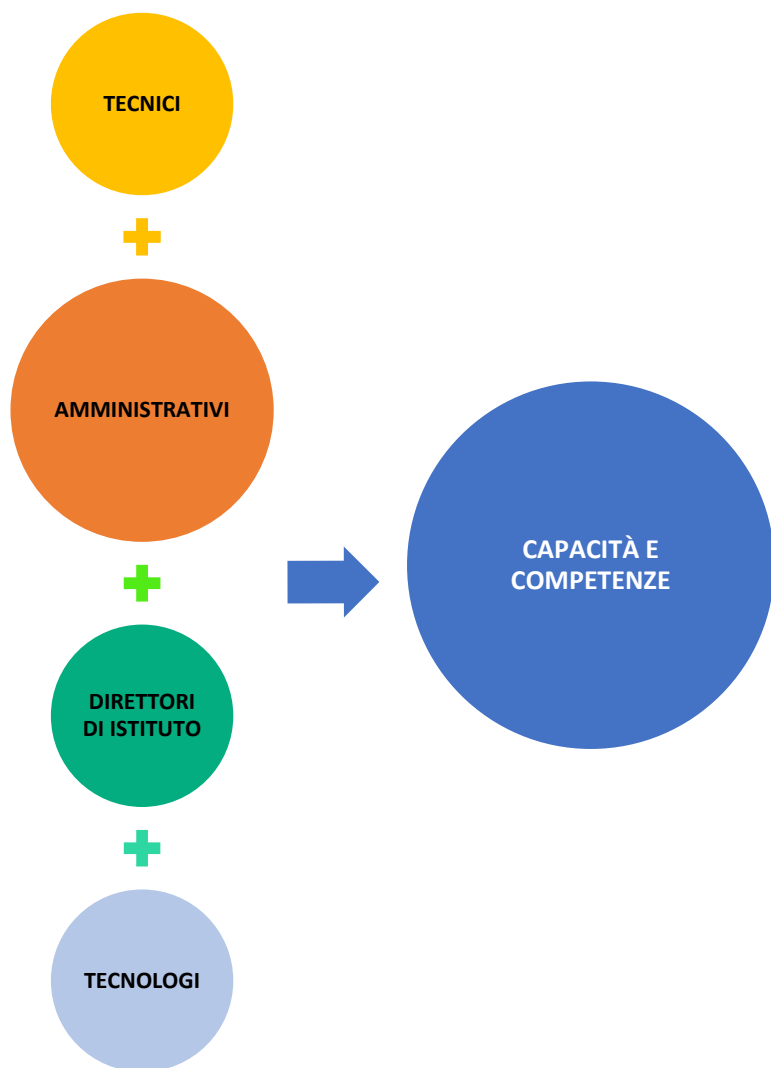 TECNICI
AMMINISTRATIVI
DIRETTORI
DI ISTITUTO
TECNOLOGI
CAPACITÀ E
COMPETENZE